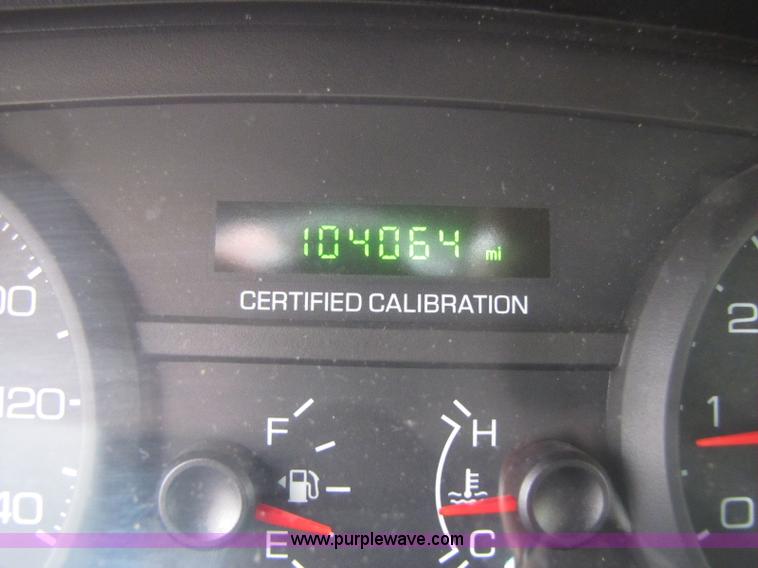 104064 mi
CERTIFIED CALIBRATION
00
120
40
F
E
H
C
2
1
0
www.purplewave.com